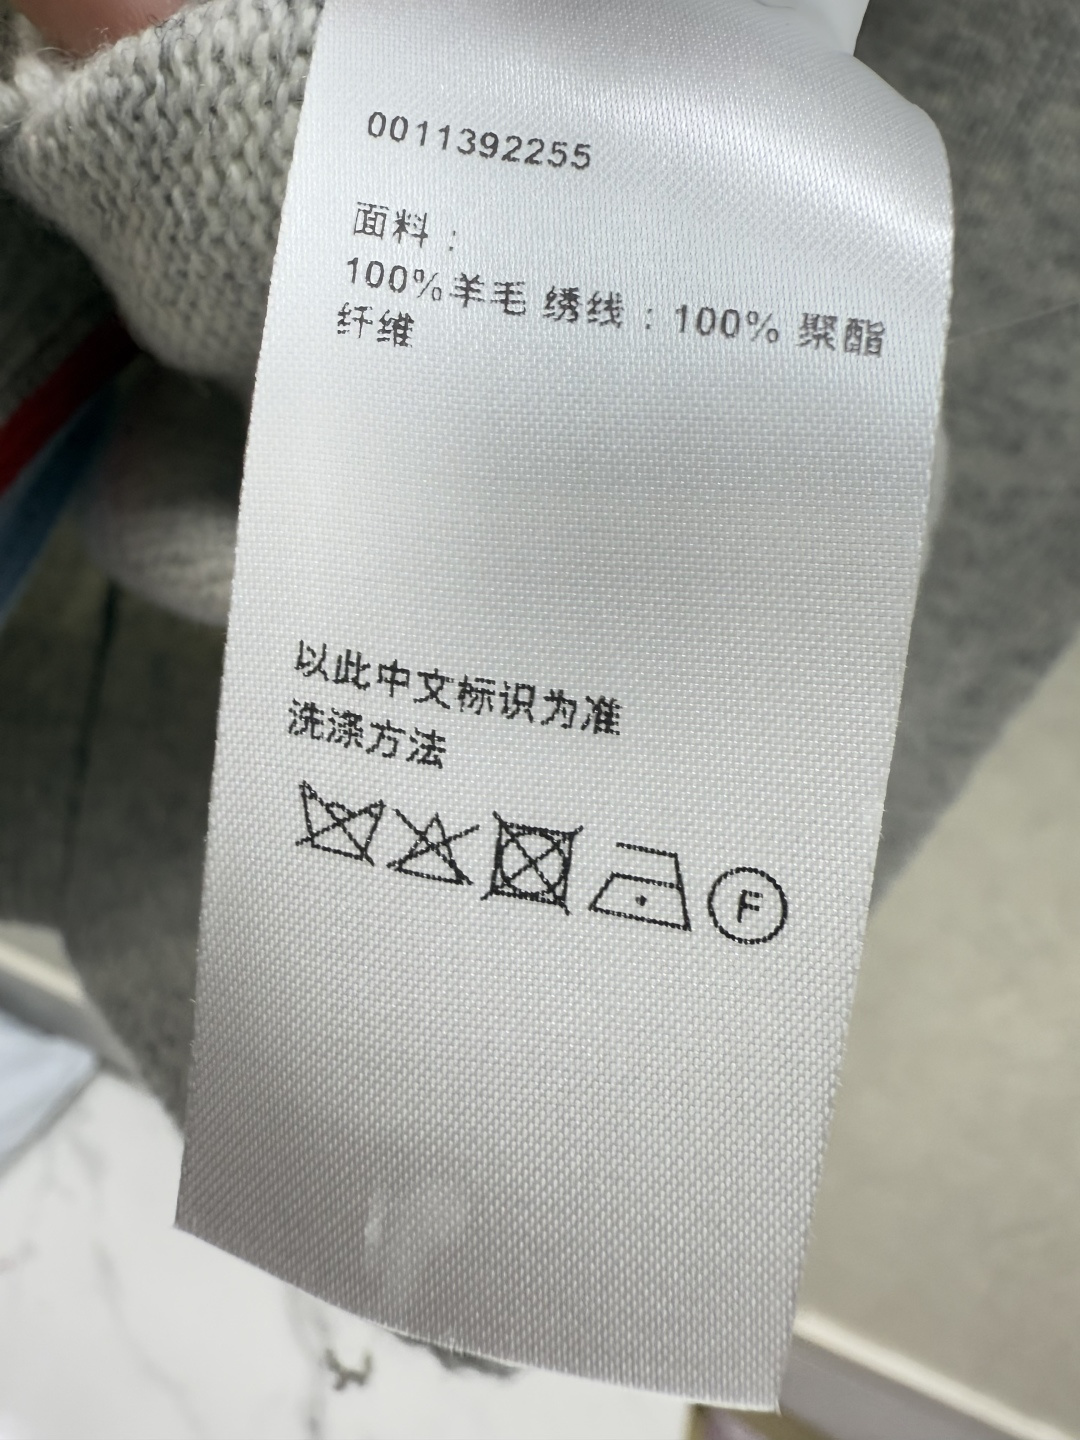 0011392255
面料：
100%羊毛 绣线：100% 聚酯
纤维
以此中文标识为准
洗涤方法
F